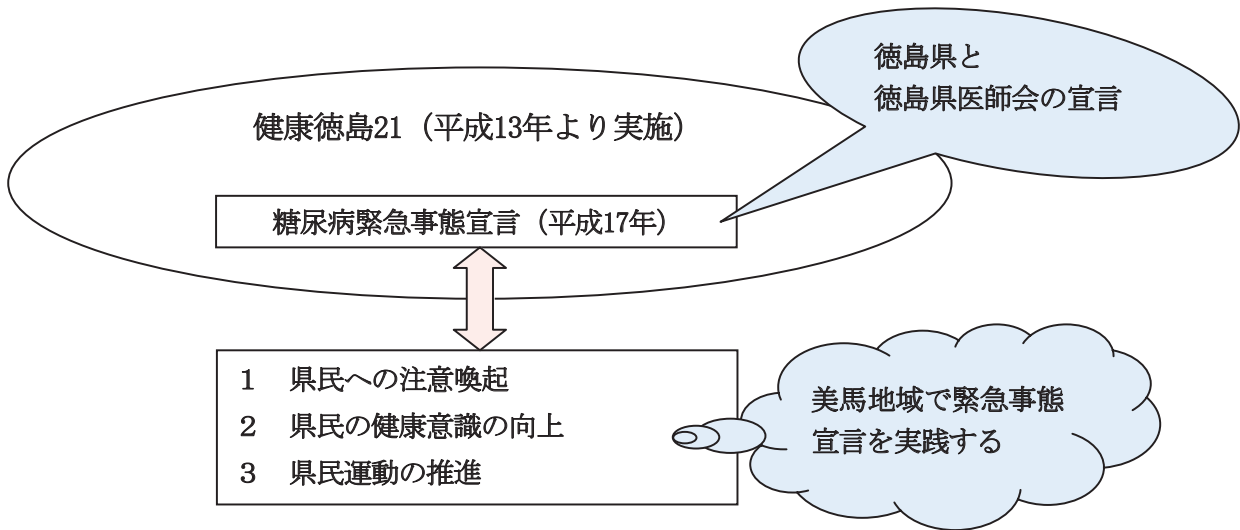 徳島県と
徳島県医師会の宣言
健康徳島21（平成13年より実施）
糖尿病緊急事態宣言（平成17年）
1　県民への注意喚起
2　県民の健康意識の向上
3　県民運動の推進
美馬地域で緊急事態
宣言を実践する